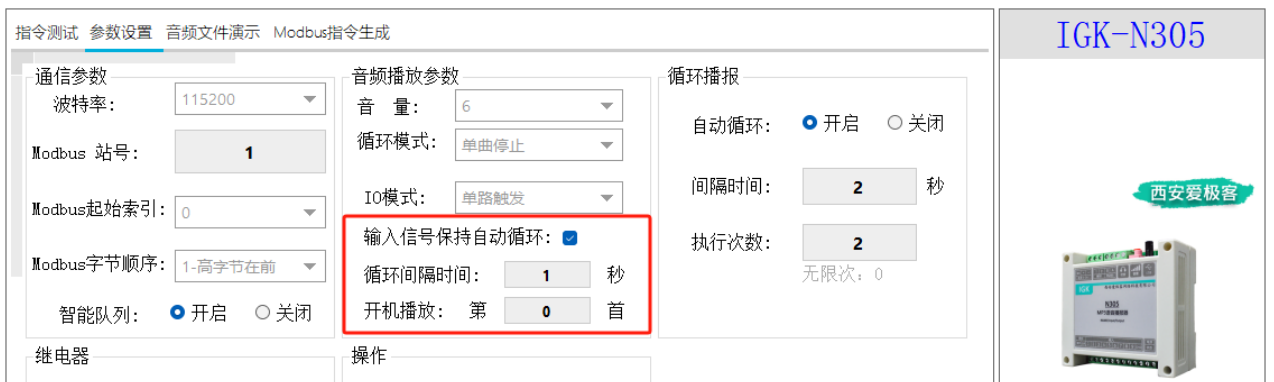 指令测试 参数设置 音频文件演示 Modbus指令生成
通信参数
波特率: 115200
Modbus 站号: 1
Modbus起始索引: 0
Modbus字节顺序: 1-高字节在前
智能队列: 开启 关闭
继电器
音频播放参数
音 量: 6
循环模式: 单曲停止
IO模式: 单路触发
输入信号保持自动循环:
循环间隔时间: 1 秒
开机播放: 第 0 首
操作
循环播报
自动循环: 开启 关闭
间隔时间: 2 秒
执行次数: 2
无限次: 0
IGK-N305
西安爱极客
IGK
N305